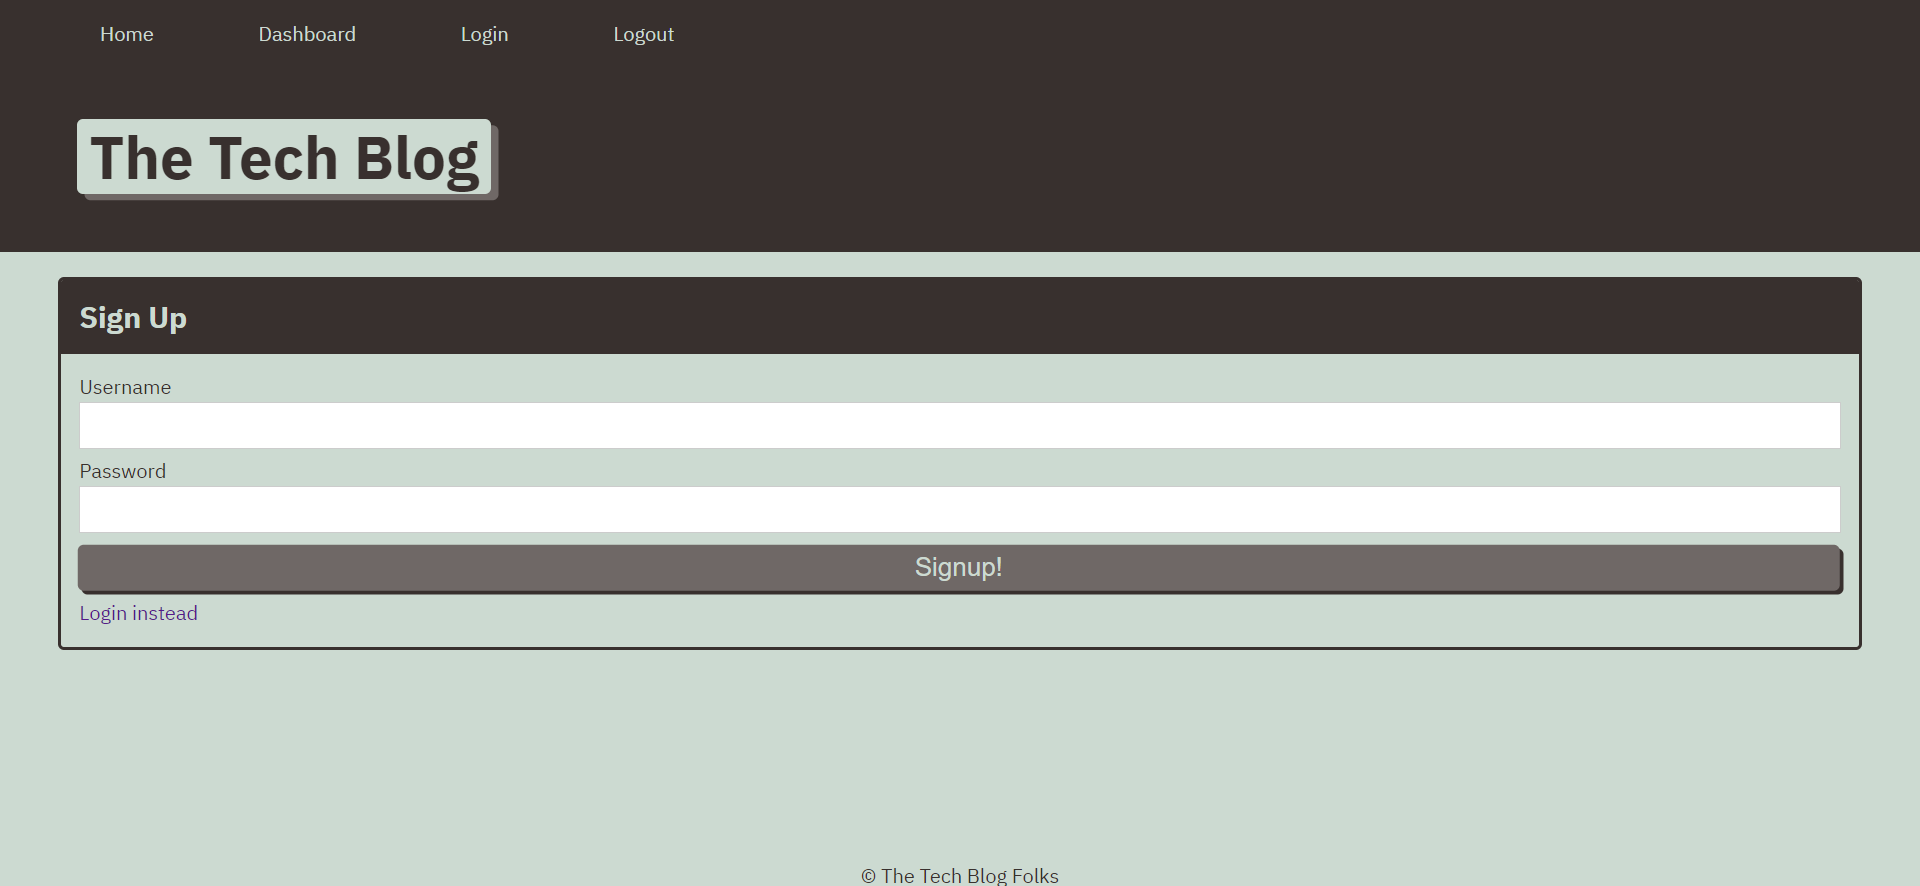 Home Dashboard Login Logout
The Tech Blog
Sign Up
Username
Password
Signup!
Login instead
© The Tech Blog Folks